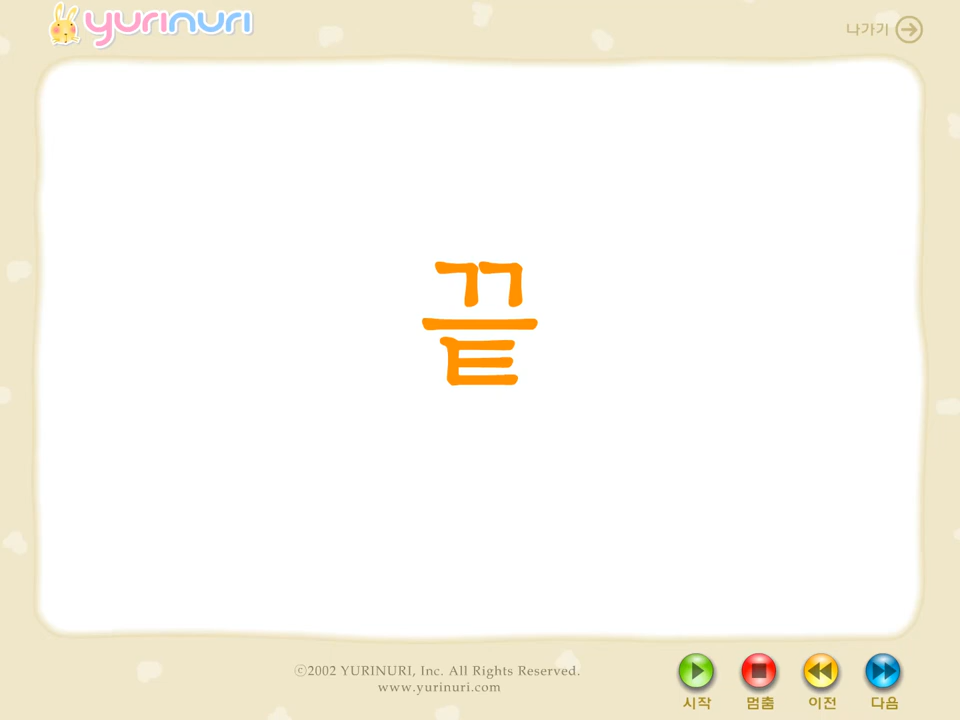 yurinuri
나가기
끝
ⓒ2002 YURINURI, Inc. All Rights Reserved.
www.yurinuri.com
시작 멈춤 이전 다음